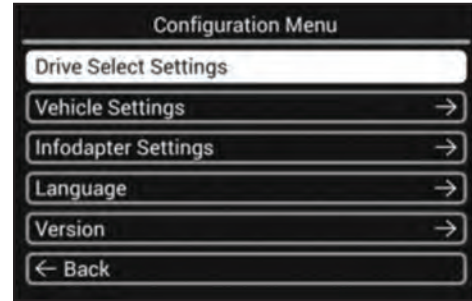 Configuration Menu
Drive Select Settings
Vehicle Settings →
Infodapter Settings →
Language →
Version →
← Back